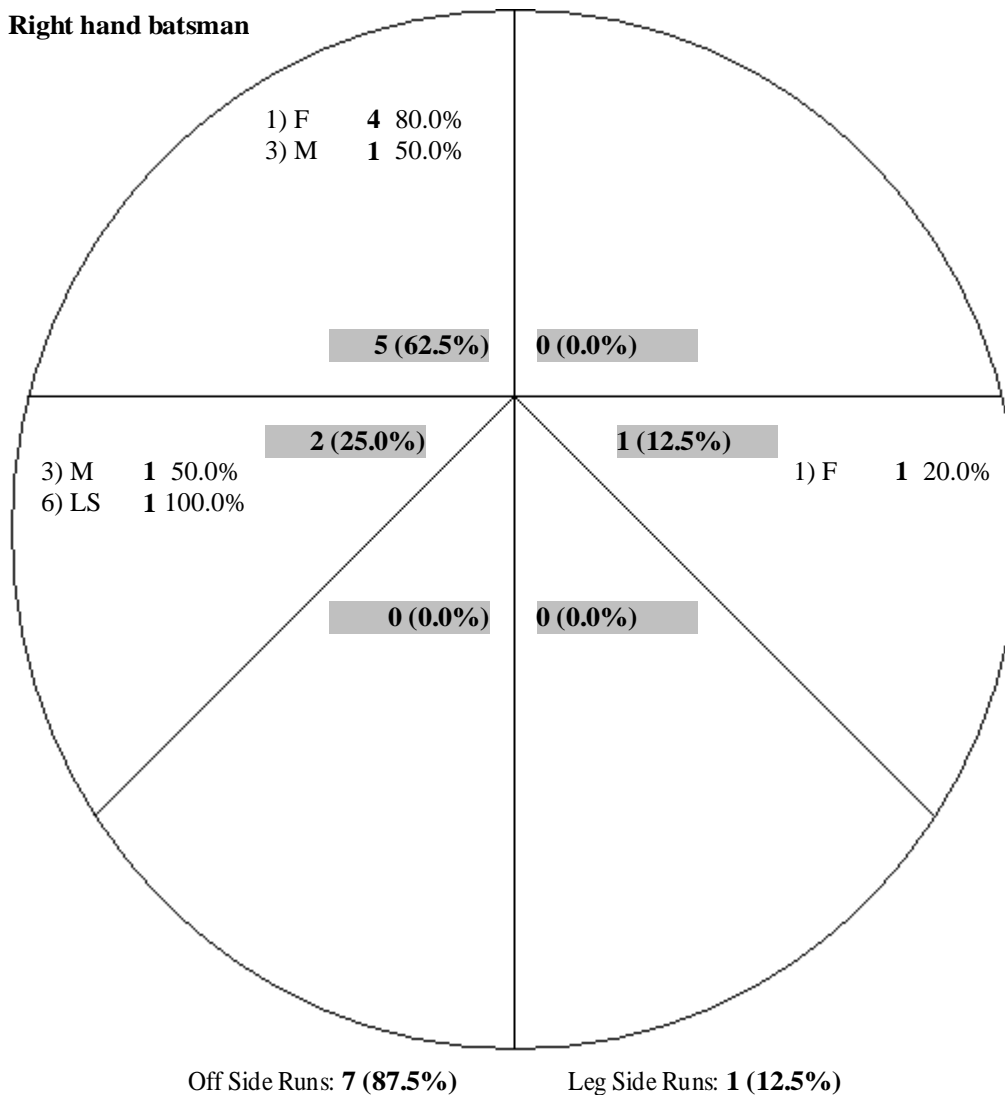 Right hand batsman
1) F 4 80.0%
3) M 1 50.0%
5 (62.5%) 0 (0.0%)
2 (25.0%) 1 (12.5%)
3) M 1 50.0% 1) F 1 20.0%
6) LS 1 100.0%
0 (0.0%) 0 (0.0%)
Off Side Runs: 7 (87.5%) Leg Side Runs: 1 (12.5%)